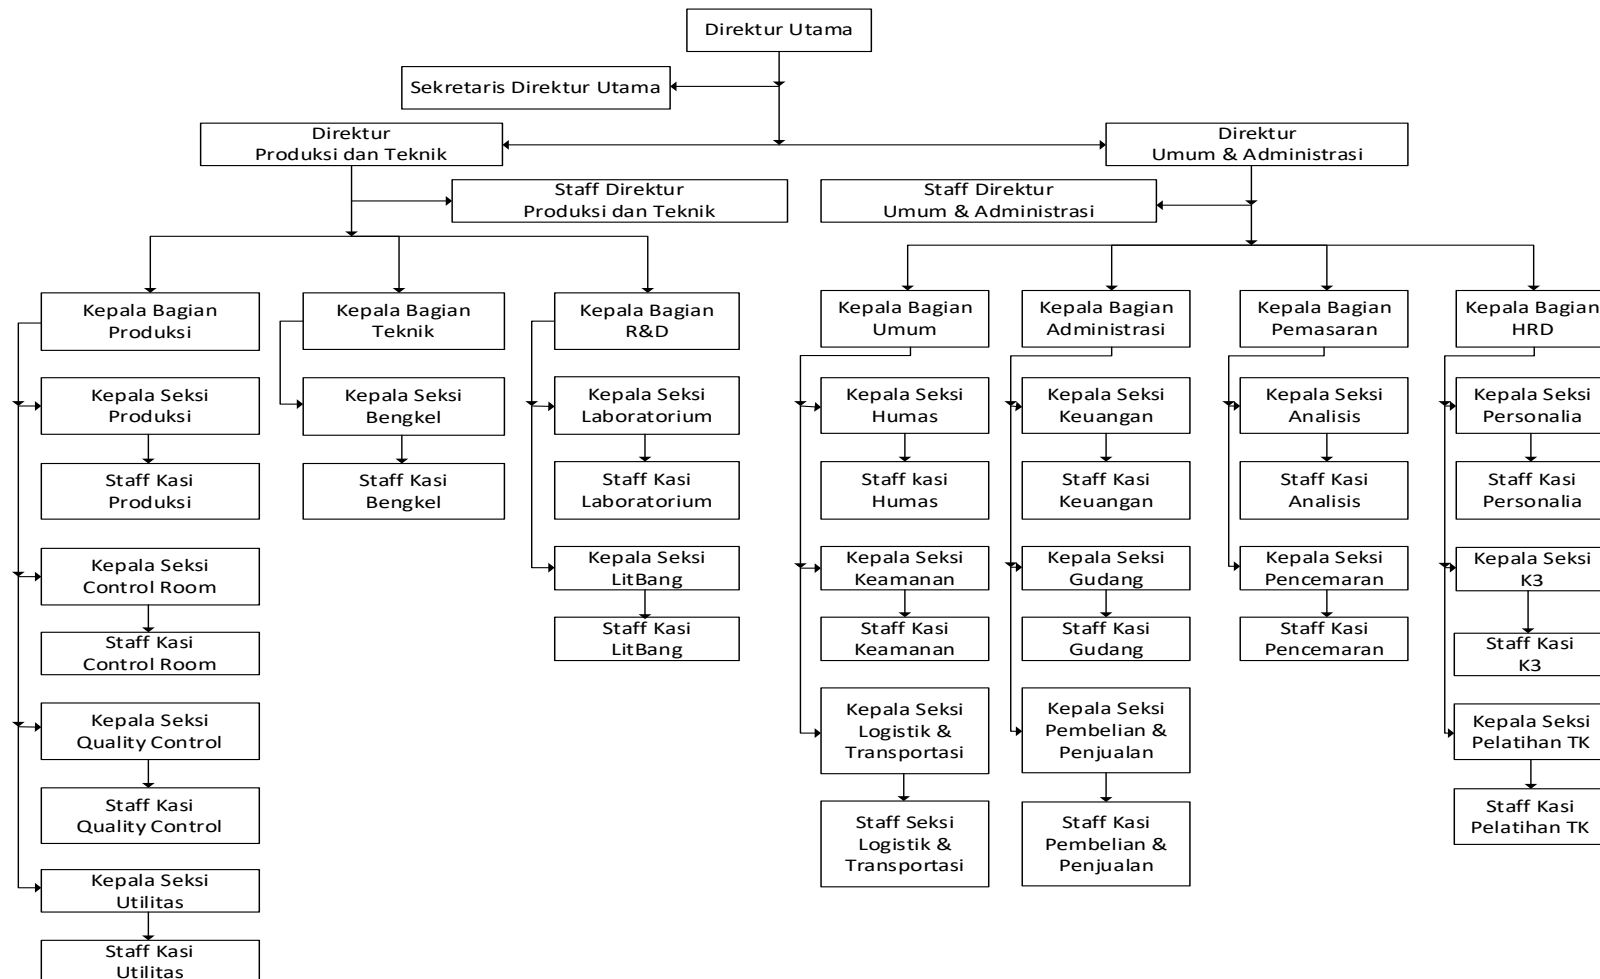 Direktur Utama
Sekretaris Direktur Utama
Direktur
Produksi dan Teknik
Direktur
Umum & Administrasi
Staff Direktur
Produksi dan Teknik
Staff Direktur
Umum & Administrasi
Kepala Bagian
Produksi
Kepala Bagian
Teknik
Kepala Bagian
R&D
Kepala Bagian
Umum
Kepala Bagian
Administrasi
Kepala Bagian
Pemasaran
Kepala Bagian
HRD
Kepala Seksi
Produksi
Kepala Seksi
Bengkel
Kepala Seksi
Laboratorium
Kepala Seksi
Humas
Kepala Seksi
Keuangan
Kepala Seksi
Analisis
Kepala Seksi
Personalia
Staff Kasi
Produksi
Staff Kasi
Bengkel
Staff Kasi
Laboratorium
Staff kasi
Humas
Staff Kasi
Keuangan
Staff Kasi
Analisis
Staff Kasi
Personalia
Kepala Seksi
Control Room
Kepala Seksi
LitBang
Kepala Seksi
Keamanan
Kepala Seksi
Gudang
Kepala Seksi
Pencemaran
Kepala Seksi
K3
Staff Kasi
Control Room
Staff Kasi
LitBang
Staff Kasi
Keamanan
Staff Kasi
Gudang
Staff Kasi
Pencemaran
Staff Kasi
K3
Kepala Seksi
Quality Control
Kepala Seksi
Logistik &
Transportasi
Kepala Seksi
Pembelian &
Penjualan
Kepala Seksi
Pelatihan TK
Staff Kasi
Quality Control
Staff Seksi
Logistik &
Transportasi
Staff Kasi
Pembelian &
Penjualan
Staff Kasi
Pelatihan TK
Kepala Seksi
Utilitas
Staff Kasi
Utilitas